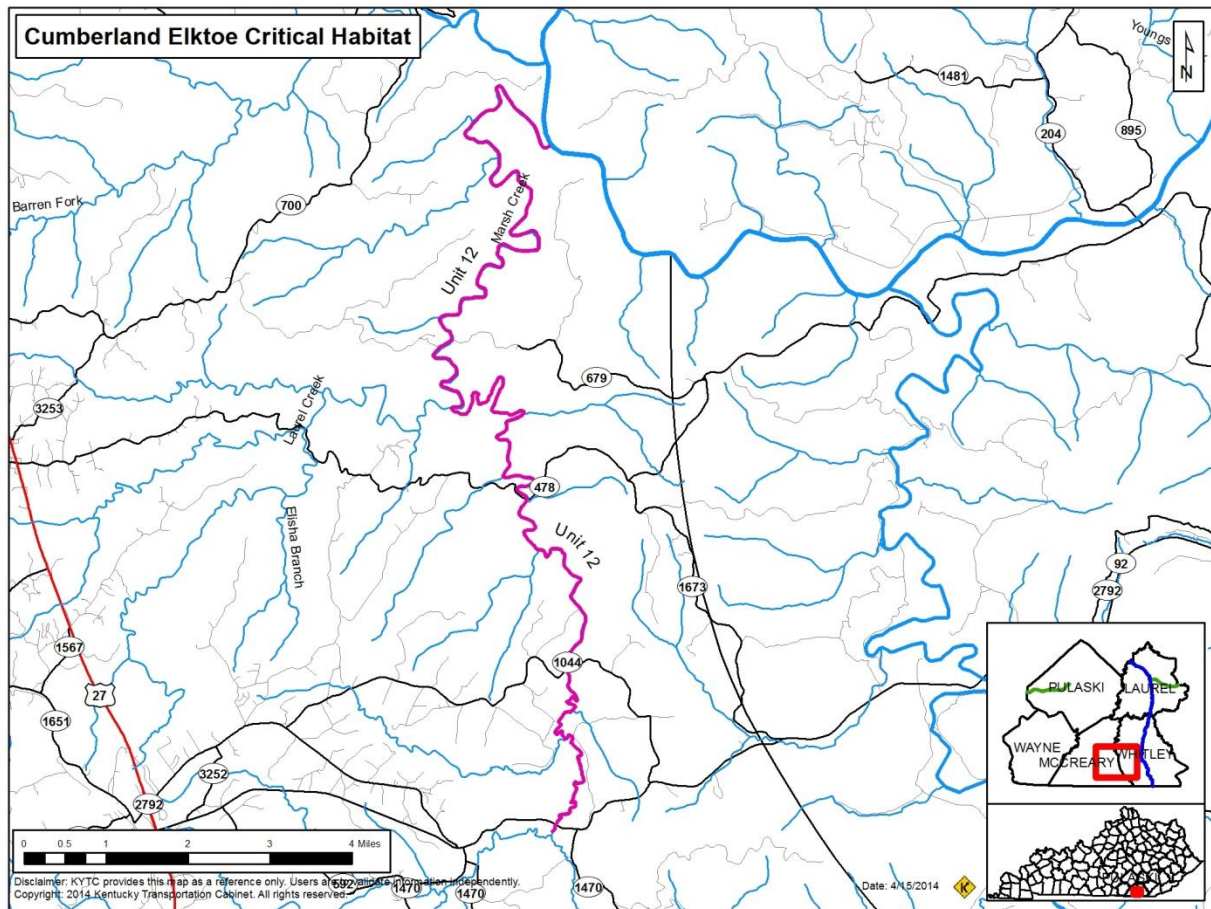 Cumberland Elktoe Critical Habitat
Youngs
N
1481
204
895
Barren Fork
700
Marsh Creek
Unit 12
679
3253
Laurel Creek
478
Elisha Branch
Unit 12
92
2792
1673
1567
27
1044
1651
3252
2792
PULASKI
LAUREL
WAYNE
MCCREARY
WHITLEY
0 0.5 1 2 3 4 Miles
Disclaimer: KYTC provides this map as a reference only. Users are validate information independently.
Copyright: 2014 Kentucky Transportation Cabinet. All rights reserved.
592
1470
1470
1470
Date: 4/15/2014
K